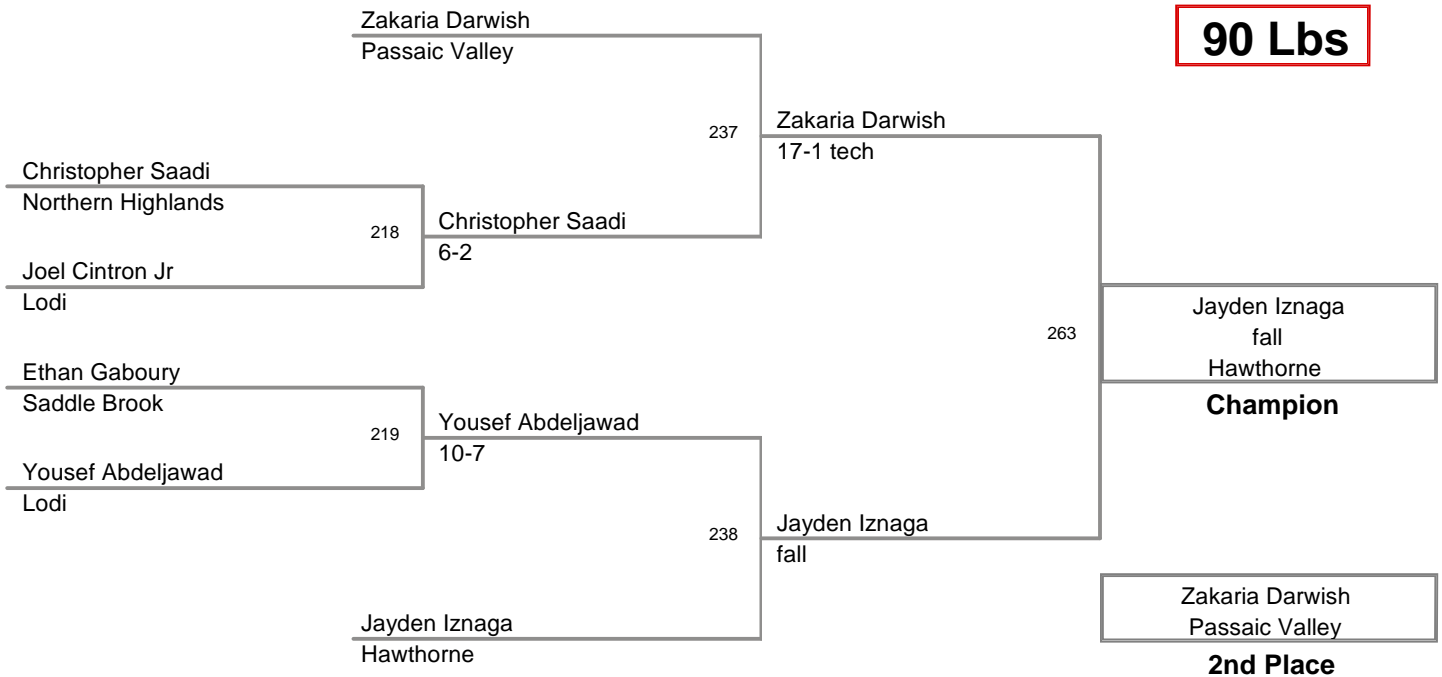 Zakaria Darwish
Passaic Valley
90 Lbs
237
Zakaria Darwish
17-1 tech
Christopher Saadi
Northern Highlands
218
Christopher Saadi
6-2
Joel Cintron Jr
Lodi
263
Jayden Iznaga
fall
Hawthorne
Champion
Ethan Gaboury
Saddle Brook
219
Yousef Abdeljawad
10-7
Yousef Abdeljawad
Lodi
238
Jayden Iznaga
fall
Jayden Iznaga
Hawthorne
Zakaria Darwish
Passaic Valley
2nd Place